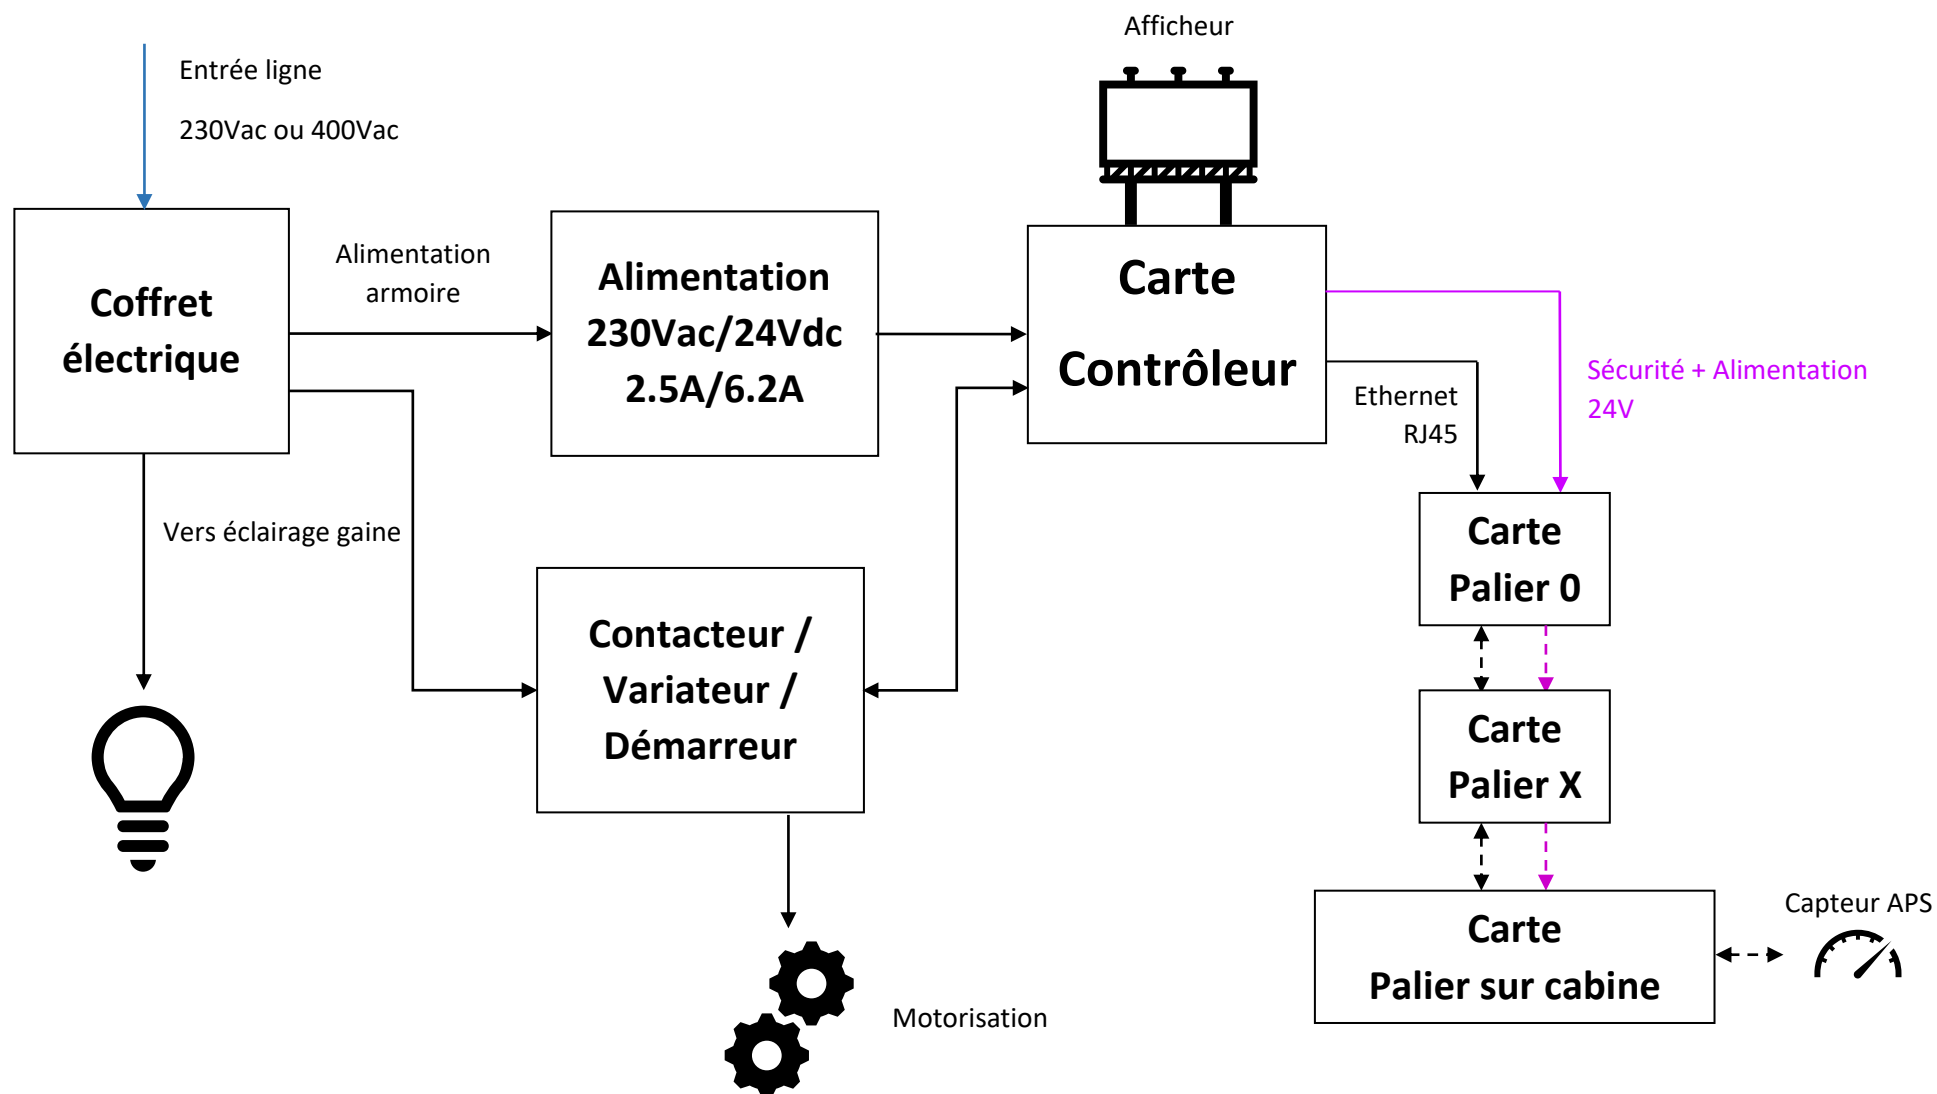 Afficheur
Entrée ligne
230Vac ou 400Vac
Coffret
électrique
Alimentation
armoire
Alimentation
230Vac/24Vdc
2.5A/6.2A
Carte
Contrôleur
Ethernet
RJ45
Sécurité + Alimentation
24V
Vers éclairage gaine
Contacteur /
Variateur /
Démarreur
Carte
Palier 0
Carte
Palier X
Carte
Palier sur cabine
Capteur APS
Motorisation